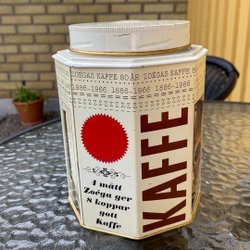 ZOÉGAS KAFFE 80 ÅR ZOÉGAS KAFFE 8
1886-1966 1886-1966 1886-1966
1 mått
Zoéga ger
8 koppar
gott
Kaffe
KAFFE